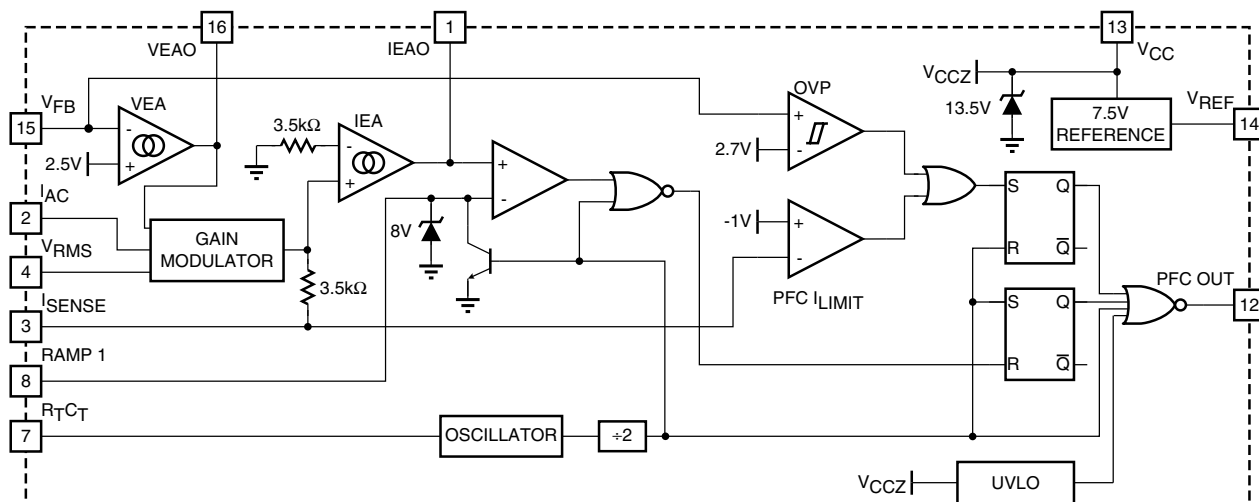 16
1
13
VEAO
IEAO
VCC
VCCZ
OVP
VFB
VEA
13.5V
VREF
7.5V
REFERENCE
15
-
3.5kΩ
IEA
+
14
-
2.5V
+
2.7V
-
+
+
S
Q
IAC
2
-
8V
-1V
+
VRMS
GAIN
MODULATOR
R
Q
4
-
3.5kΩ
PFC ILIMIT
PFC OUT
ISENSE
S
Q
12
3
RAMP 1
R
Q
8
RTCT
7
OSCILLATOR
÷2
VCCZ
UVLO